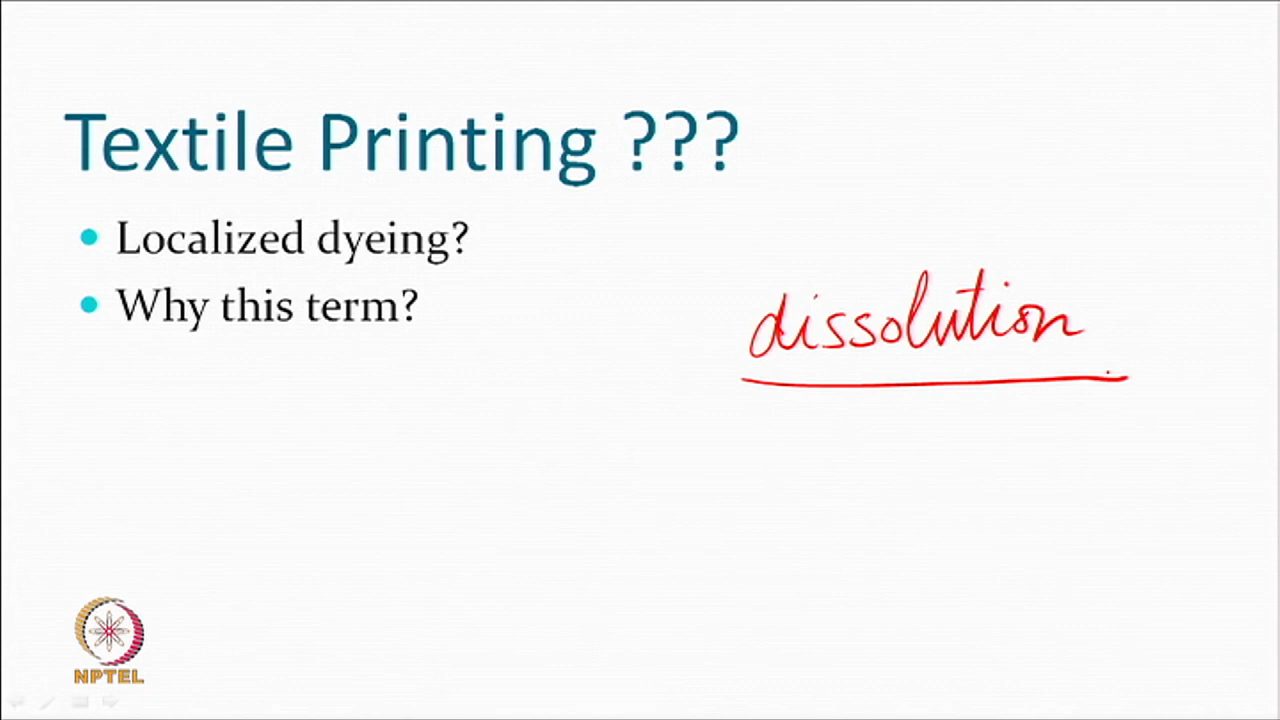 Textile Printing ???
Localized dyeing?
Why this term?
dissolution
NPTEL